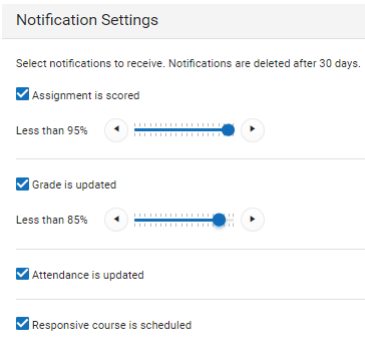 Notification Settings
Select notifications to receive. Notifications are deleted after 30 days.
Assignment is scored
Less than 95%
Grade is updated
Less than 85%
Attendance is updated
Responsive course is scheduled